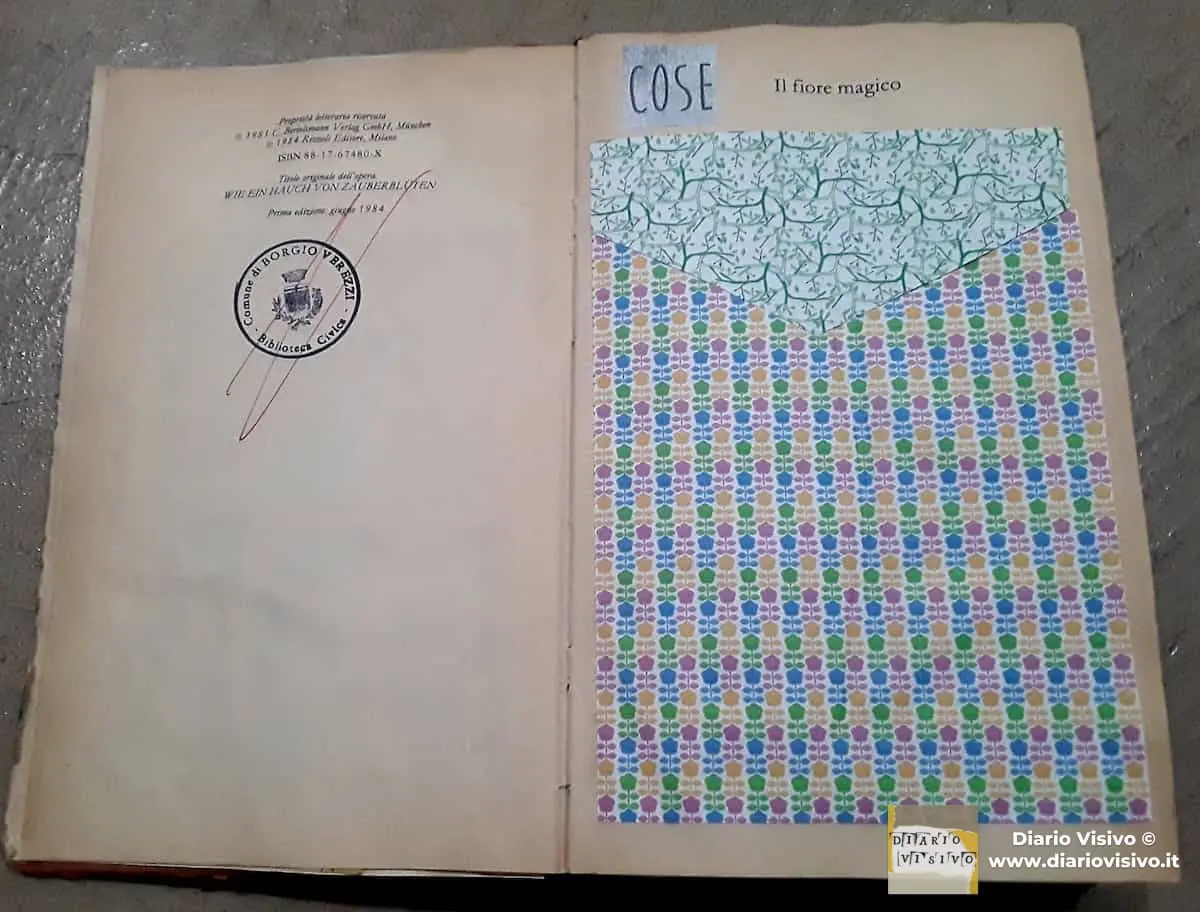 Proprietà letteraria riservata
© 1981 C. Bertelsmann Verlag GmbH, München
© 1984 Rizzoli Editore, Milano
ISBN 88-17-67480-X
Titolo originale dell'opera
WIE EIN HAUCH VON ZAUBERBLÜTEN
Prima edizione: giugno 1984
Comune di BORGIO VEREZZI
- Biblioteca Civica -
COSE
Il fiore magico
DIARIO
VISIVO
Diario Visivo ©
www.diariovisivo.it